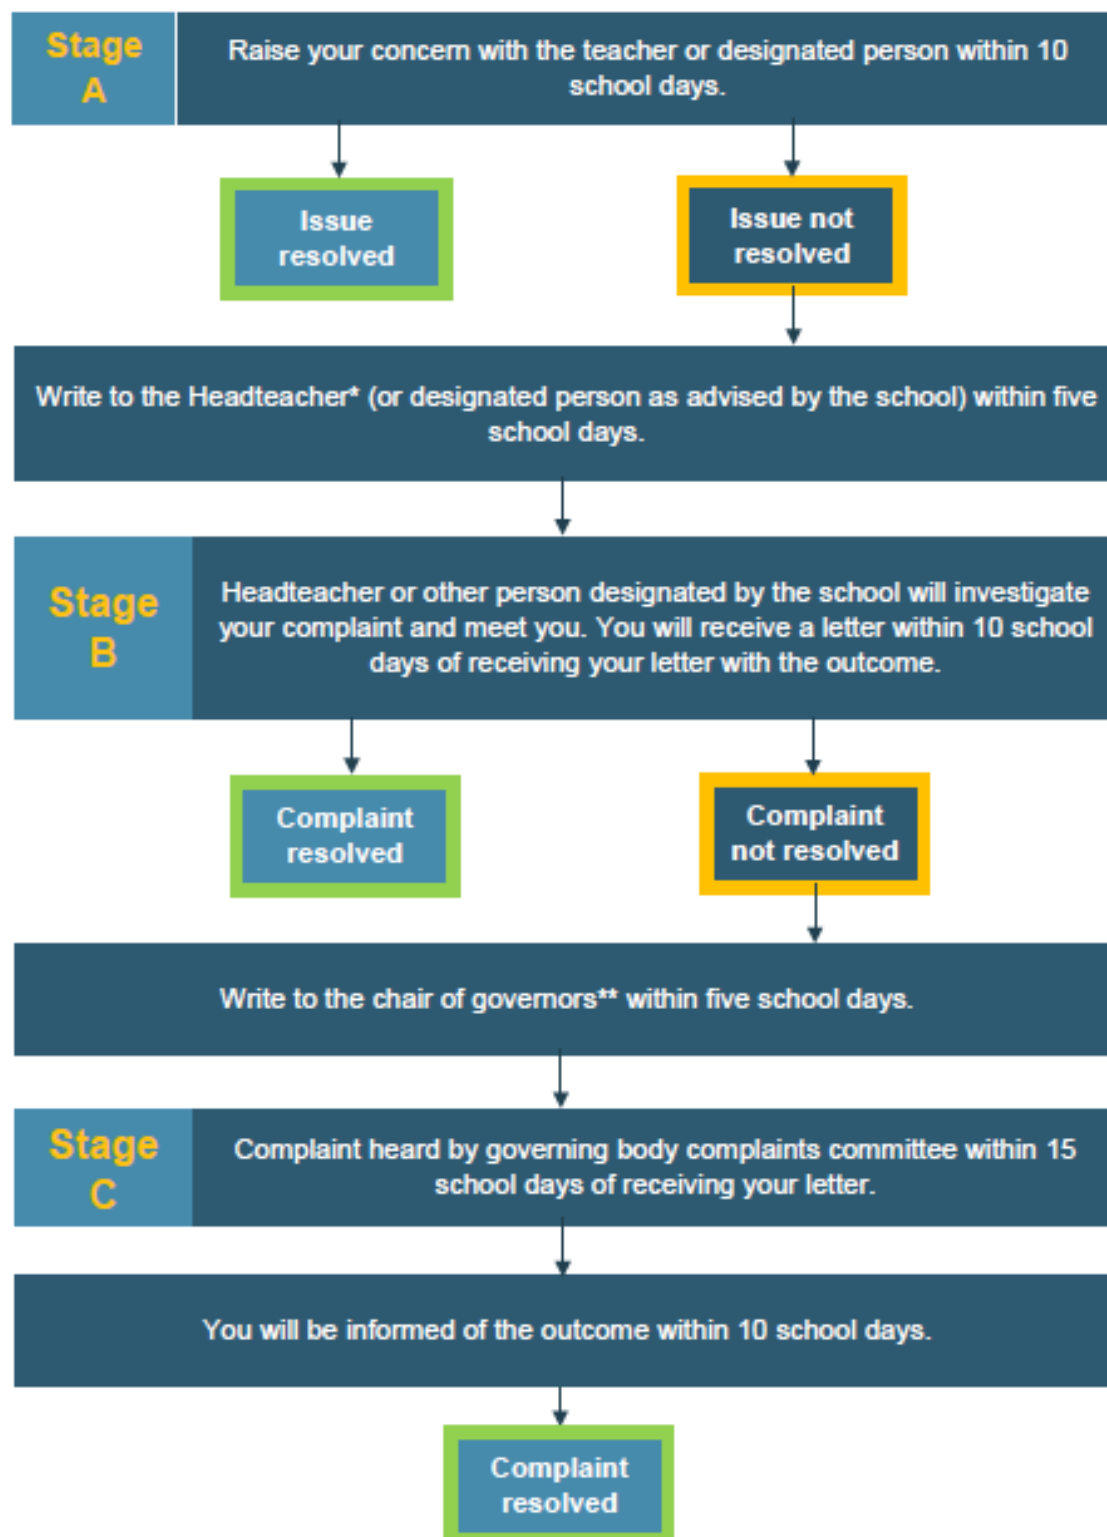 Stage
A
Raise your concern with the teacher or designated person within 10
school days.
Issue
resolved
Issue not
resolved
Write to the Headteacher* (or designated person as advised by the school) within five
school days.
Stage
B
Headteacher or other person designated by the school will investigate
your complaint and meet you. You will receive a letter within 10 school
days of receiving your letter with the outcome.
Complaint
resolved
Complaint
not resolved
Write to the chair of governors** within five school days.
Stage
C
Complaint heard by governing body complaints committee within 15
school days of receiving your letter.
You will be informed of the outcome within 10 school days.
Complaint
resolved